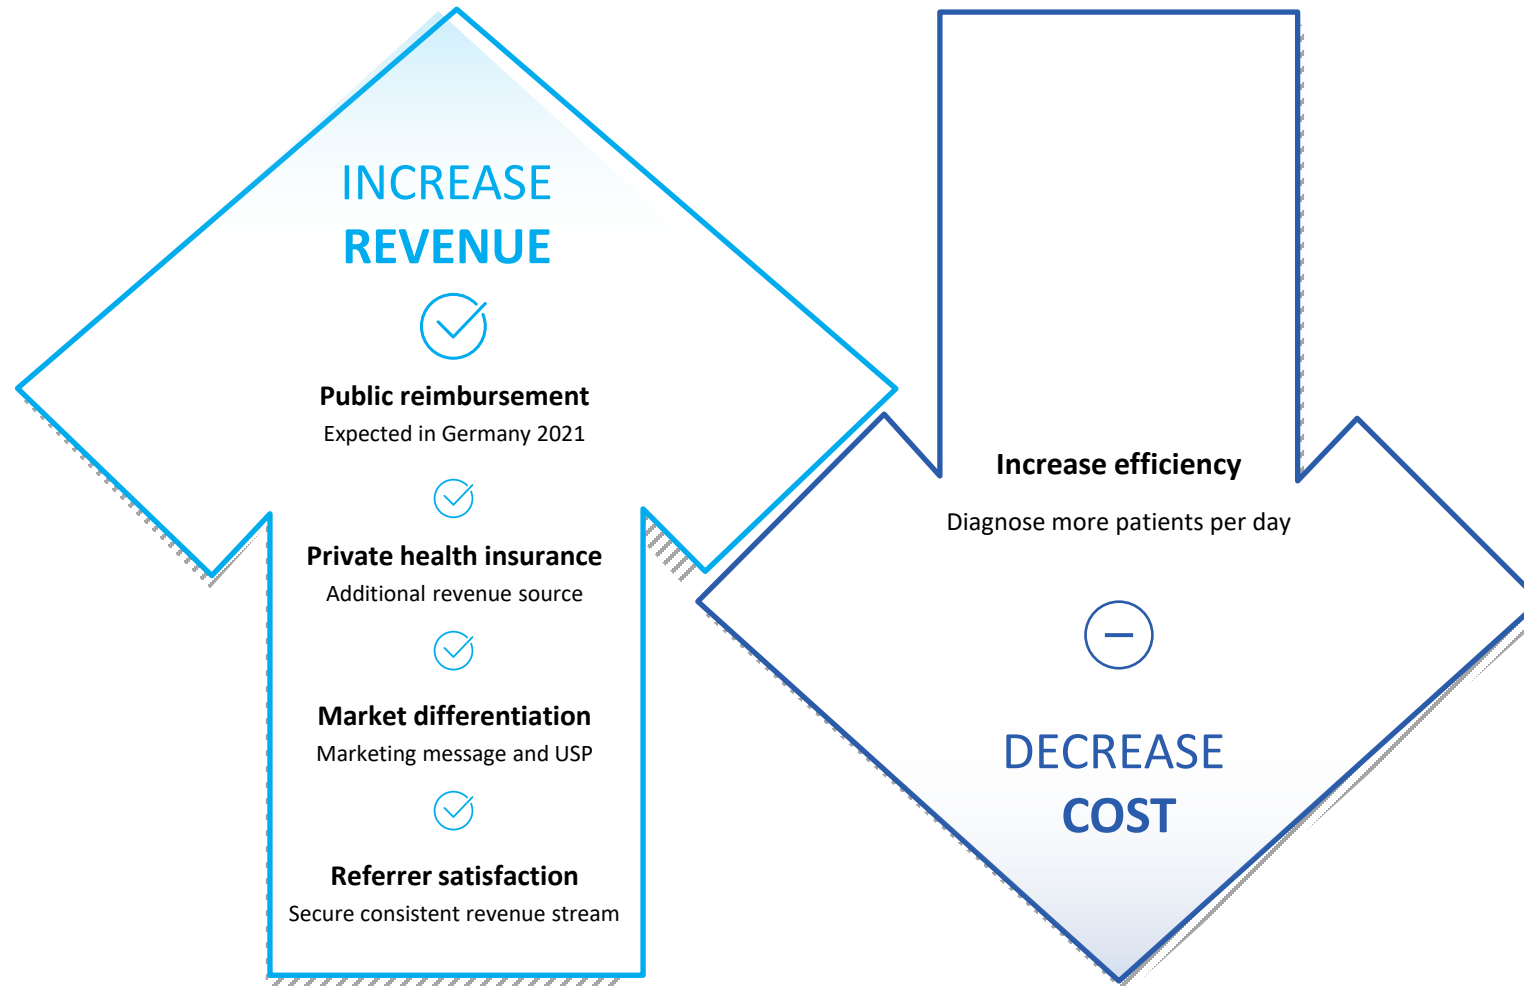 INCREASE
REVENUE
Public reimbursement
Expected in Germany 2021
Private health insurance
Additional revenue source
Market differentiation
Marketing message and USP
Referrer satisfaction
Secure consistent revenue stream
Increase efficiency
Diagnose more patients per day
DECREASE
COST